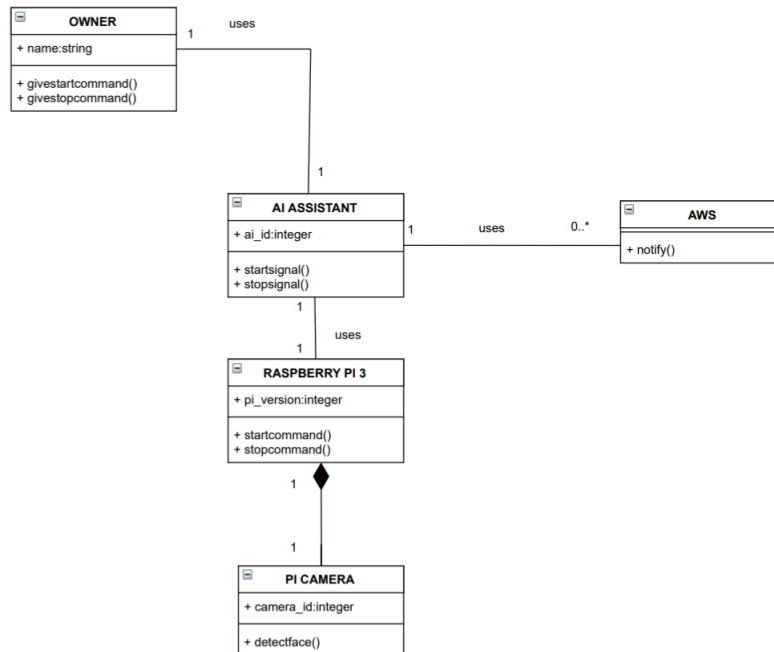 OWNER
+ name:string
+ givestartcommand()
+ givestopcommand()
1
uses
1
AI ASSISTANT
+ ai_id:integer
+ startsignal()
+ stopsignal()
1
uses
0..*
AWS
+ notify()
1
uses
1
RASPBERRY PI 3
+ pi_version:integer
+ startcommand()
+ stopcommand()
1
1
PI CAMERA
+ camera_id:integer
+ detectface()